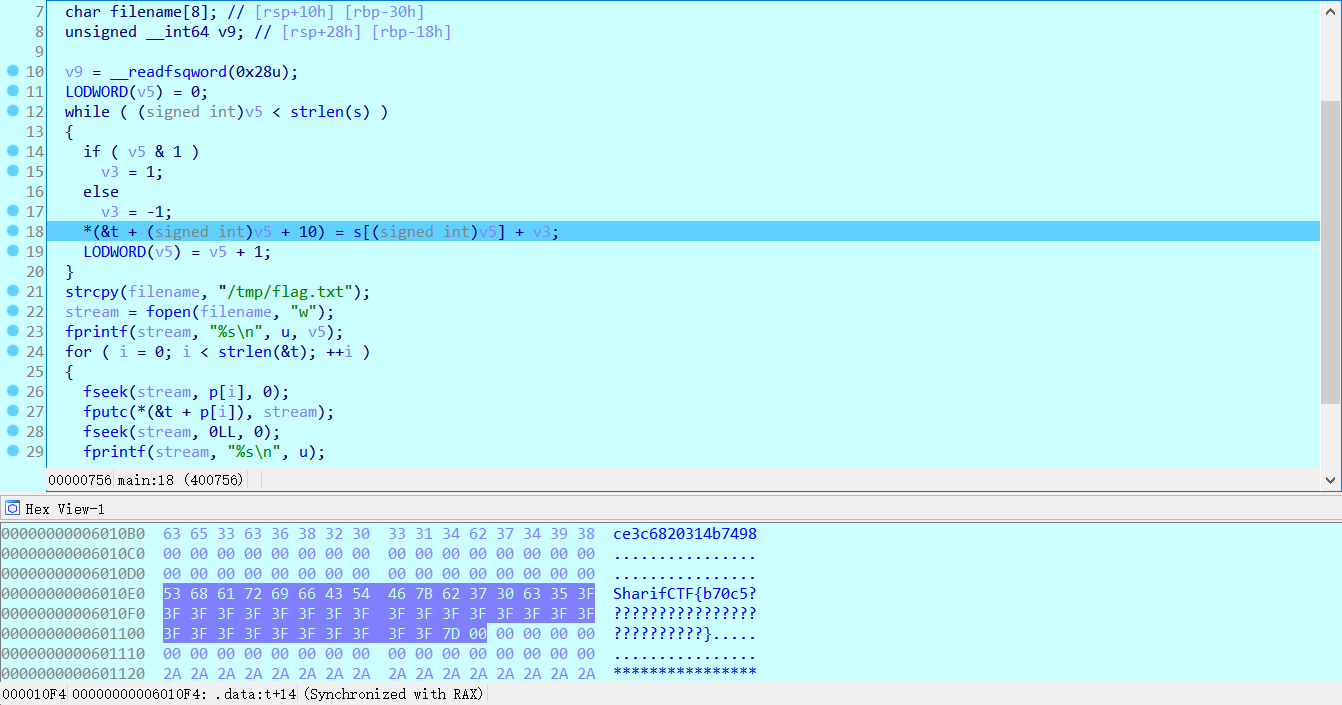 7 char filename[8]; // [rsp+10h] [rbp-30h]
8 unsigned __int64 v9; // [rsp+28h] [rbp-18h]
9
10 v9 = __readfsqword(0x28u);
11 LODWORD(v5) = 0;
12 while ( (signed int)v5 < strlen(s) )
13 {
14 if ( v5 & 1 )
15 v3 = 1;
16 else
17 v3 = -1;
18 *(&t + (signed int)v5 + 10) = s[(signed int)v5] + v3;
19 LODWORD(v5) = v5 + 1;
20 }
21 strcpy(filename, "/tmp/flag.txt");
22 stream = fopen(filename, "w");
23 fprintf(stream, "%s\n", u, v5);
24 for ( i = 0; i < strlen(&t); ++i )
25 {
26 fseek(stream, p[i], 0);
27 fputc(*(&t + p[i]), stream);
28 fseek(stream, 0LL, 0);
29 fprintf(stream, "%s\n", u);
00000756 main:18 (400756)
Hex View-1
00000000006010B0 63 65 33 63 36 38 32 30 33 31 34 62 37 34 39 38 ce3c6820314b7498
00000000006010C0 00 00 00 00 00 00 00 00 00 00 00 00 00 00 00 00 ................
00000000006010D0 00 00 00 00 00 00 00 00 00 00 00 00 00 00 00 00 ................
00000000006010E0 53 68 61 72 69 66 43 54 46 7B 62 37 30 63 35 3F SharifCTF{b70c5?
00000000006010F0 3F 3F 3F 3F 3F 3F 3F 3F 3F 3F 3F 3F 3F 3F 3F 3F ????????????????
0000000000601100 3F 3F 3F 3F 3F 3F 3F 3F 3F 3F 7D 00 00 00 00 00 ??????????}.....
0000000000601110 00 00 00 00 00 00 00 00 00 00 00 00 00 00 00 00 ................
0000000000601120 2A 2A 2A 2A 2A 2A 2A 2A 2A 2A 2A 2A 2A 2A 2A 2A ****************
000010F4 00000000006010F4: .data:t+14 (Synchronized with RAX)